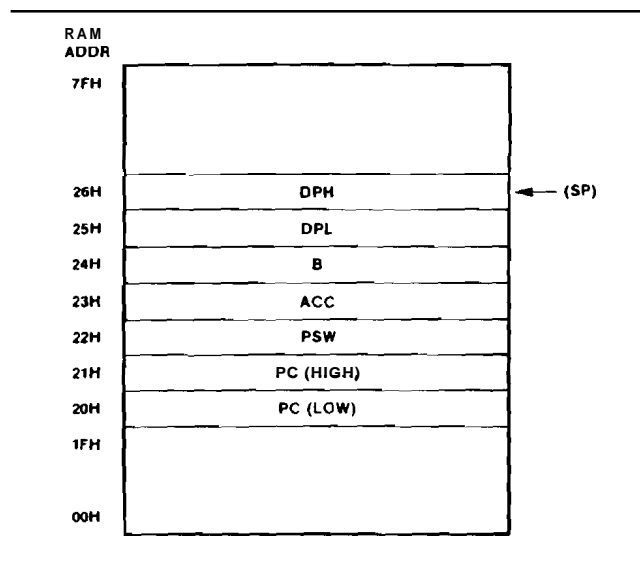 RAM
ADDR
7FH
26H DPH (SP)
25H DPL
24H B
23H ACC
22H PSW
21H PC (HIGH)
20H PC (LOW)
1FH
00H